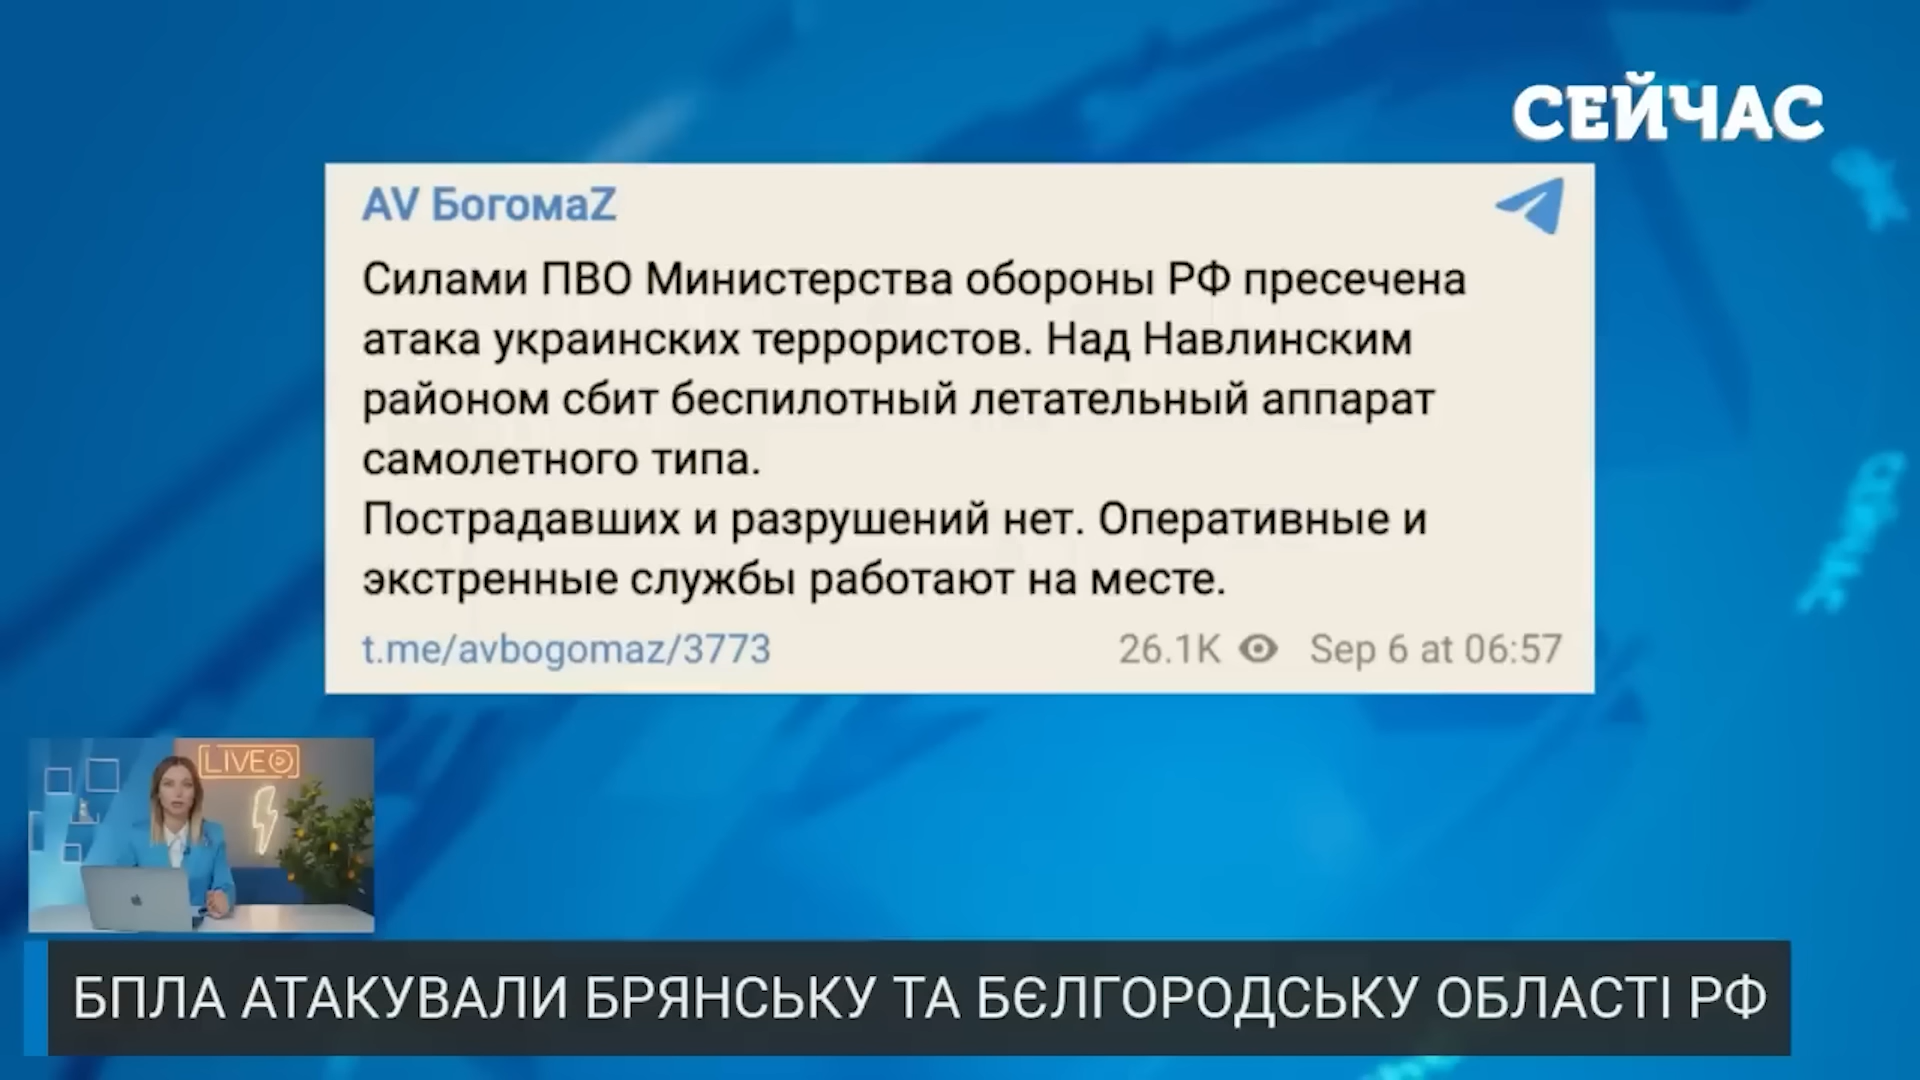 СЕЙЧАС
AV БогомаZ
Силами ПВО Министерства обороны РФ пресечена
атака украинских террористов. Над Навлинским
районом сбит беспилотный летательный аппарат
самолетного типа.
Пострадавших и разрушений нет. Оперативные и
экстренные службы работают на месте.
t.me/avbogomaz/3773 26.1K Sep 6 at 06:57
LIVE
БПЛА АТАКУВАЛИ БРЯНСЬКУ ТА БЄЛГОРОДСЬКУ ОБЛАСТІ РФ